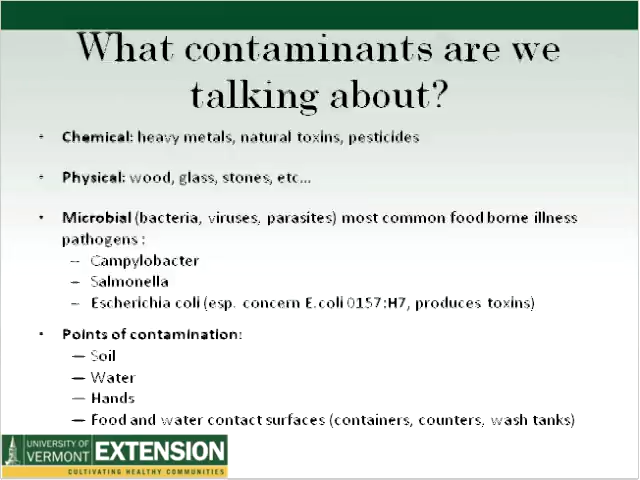 What contaminants are we
talking about?
• Chemical: heavy metals, natural toxins, pesticides
• Physical: wood, glass, stones, etc...
• Microbial (bacteria, viruses, parasites) most common food borne illness
pathogens :
– Campylobacter
– Salmonella
– Escherichia coli (esp. concern E.coli 0157:H7, produces toxins)
• Points of contamination:
— Soil
— Water
— Hands
— Food and water contact surfaces (containers, counters, wash tanks)
UNIVERSITY OF
VERMONT EXTENSION
CULTIVATING HEALTHY COMMUNITIES